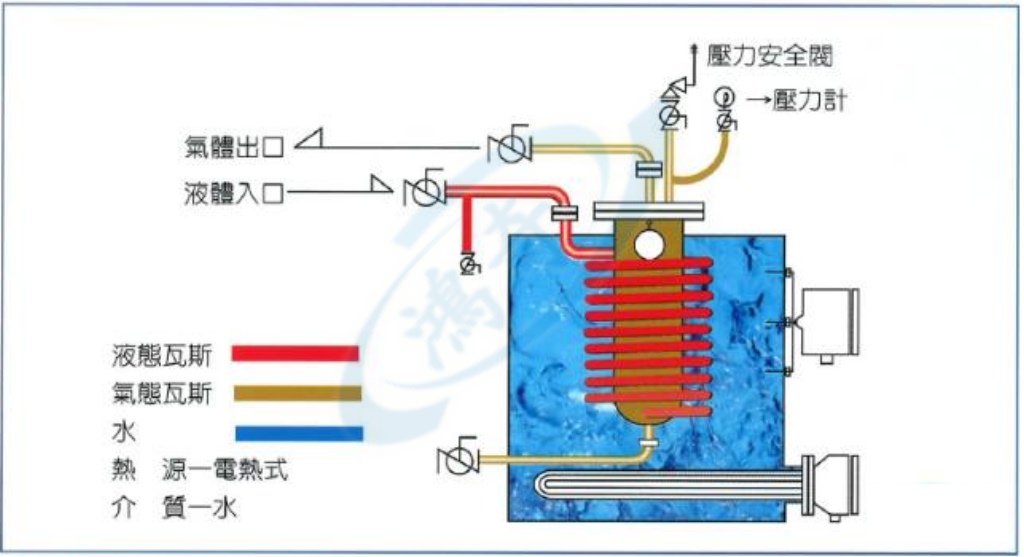 壓力安全閥
→壓力計
氣體出口
液體入口
鴻
液態瓦斯
氣態瓦斯
水
熱 源一電熱式
介 質一水